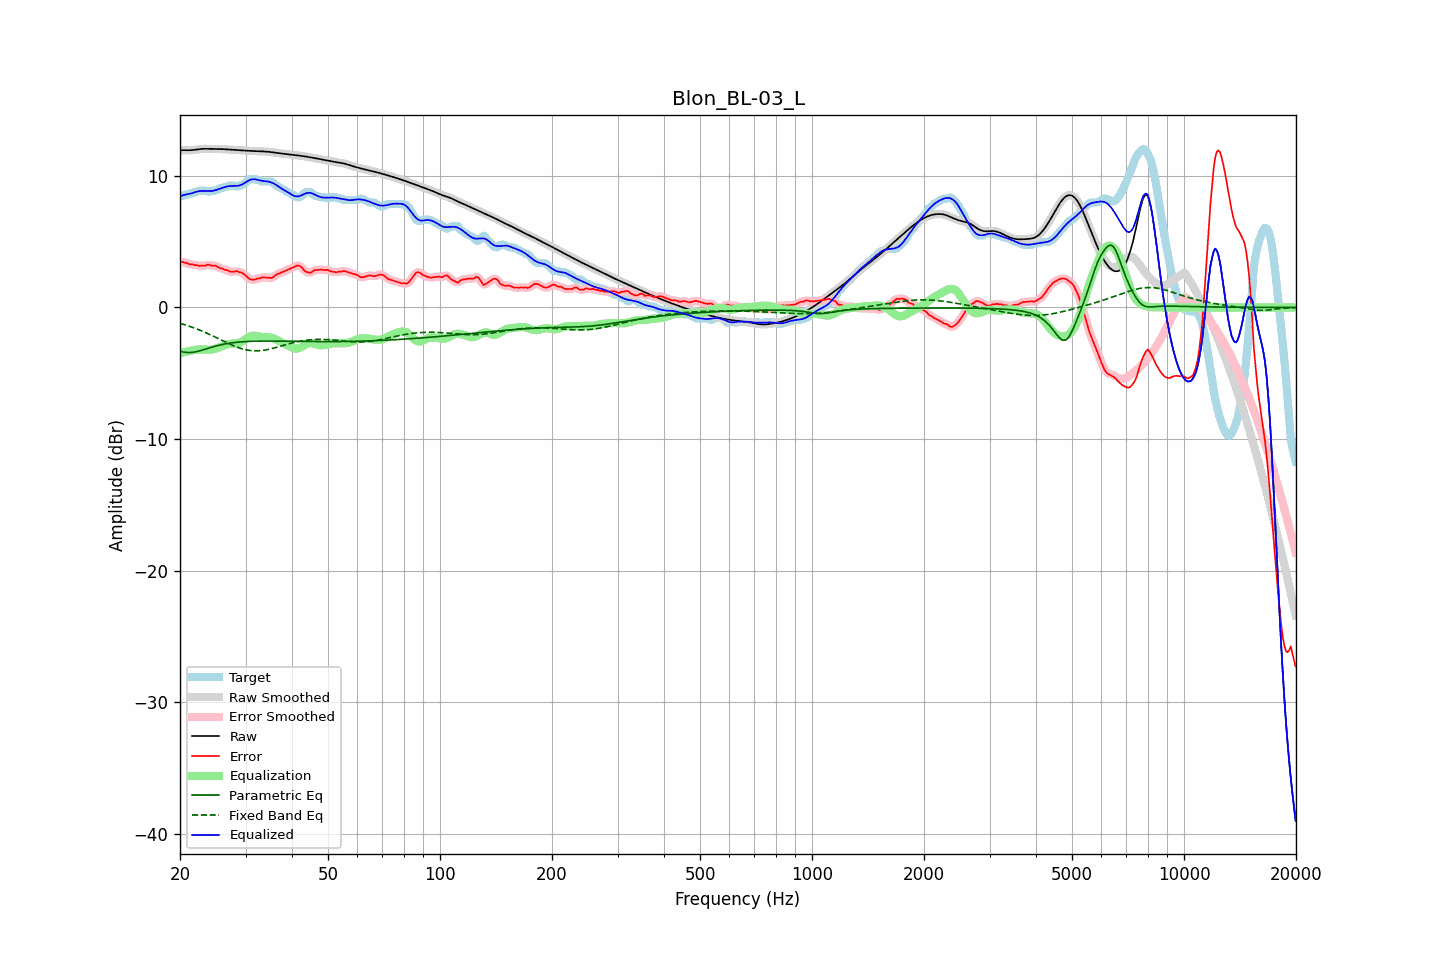 Blon_BL-03_L
Amplitude (dBr)
10
0
−10
−20
−30
−40
Target
Raw Smoothed
Error Smoothed
Raw
Error
Equalization
Parametric Eq
Fixed Band Eq
Equalized
20 50 100 200 500 1000 2000 5000 10000 20000
Frequency (Hz)